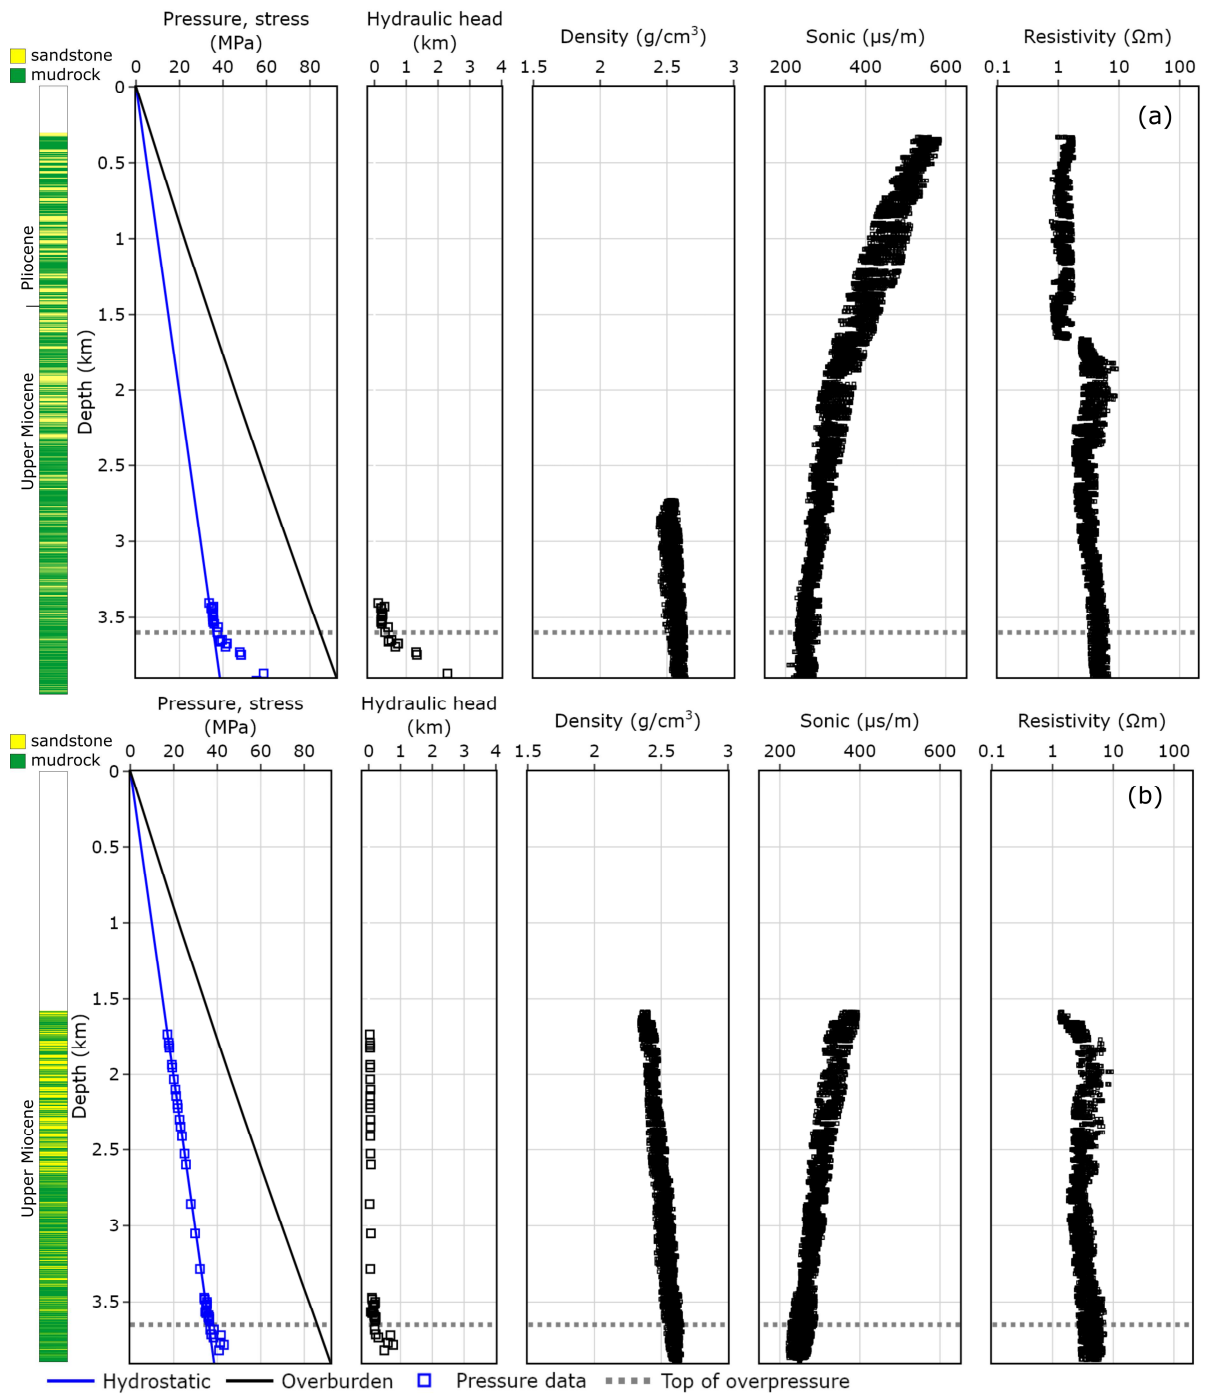 Pressure, stress
(MPa)
Hydraulic head
(km)
Density (g/cm³)
Sonic (µs/m)
Resistivity (Ωm)
sandstone
mudrock
0 20 40 60 80
0 1 2 3 4
1.5 2 2.5 3
200 400 600
0.1 1 10 100
(a)
0
0.5
1
1.5
2
2.5
3
3.5
Depth (km)
Pliocene
Upper Miocene
Pressure, stress
(MPa)
Hydraulic head
(km)
Density (g/cm³)
Sonic (µs/m)
Resistivity (Ωm)
sandstone
mudrock
0 20 40 60 80
0 1 2 3 4
1.5 2 2.5 3
200 400 600
0.1 1 10 100
(b)
0
0.5
1
1.5
2
2.5
3
3.5
Depth (km)
Upper Miocene
Hydrostatic Overburden Pressure data Top of overpressure